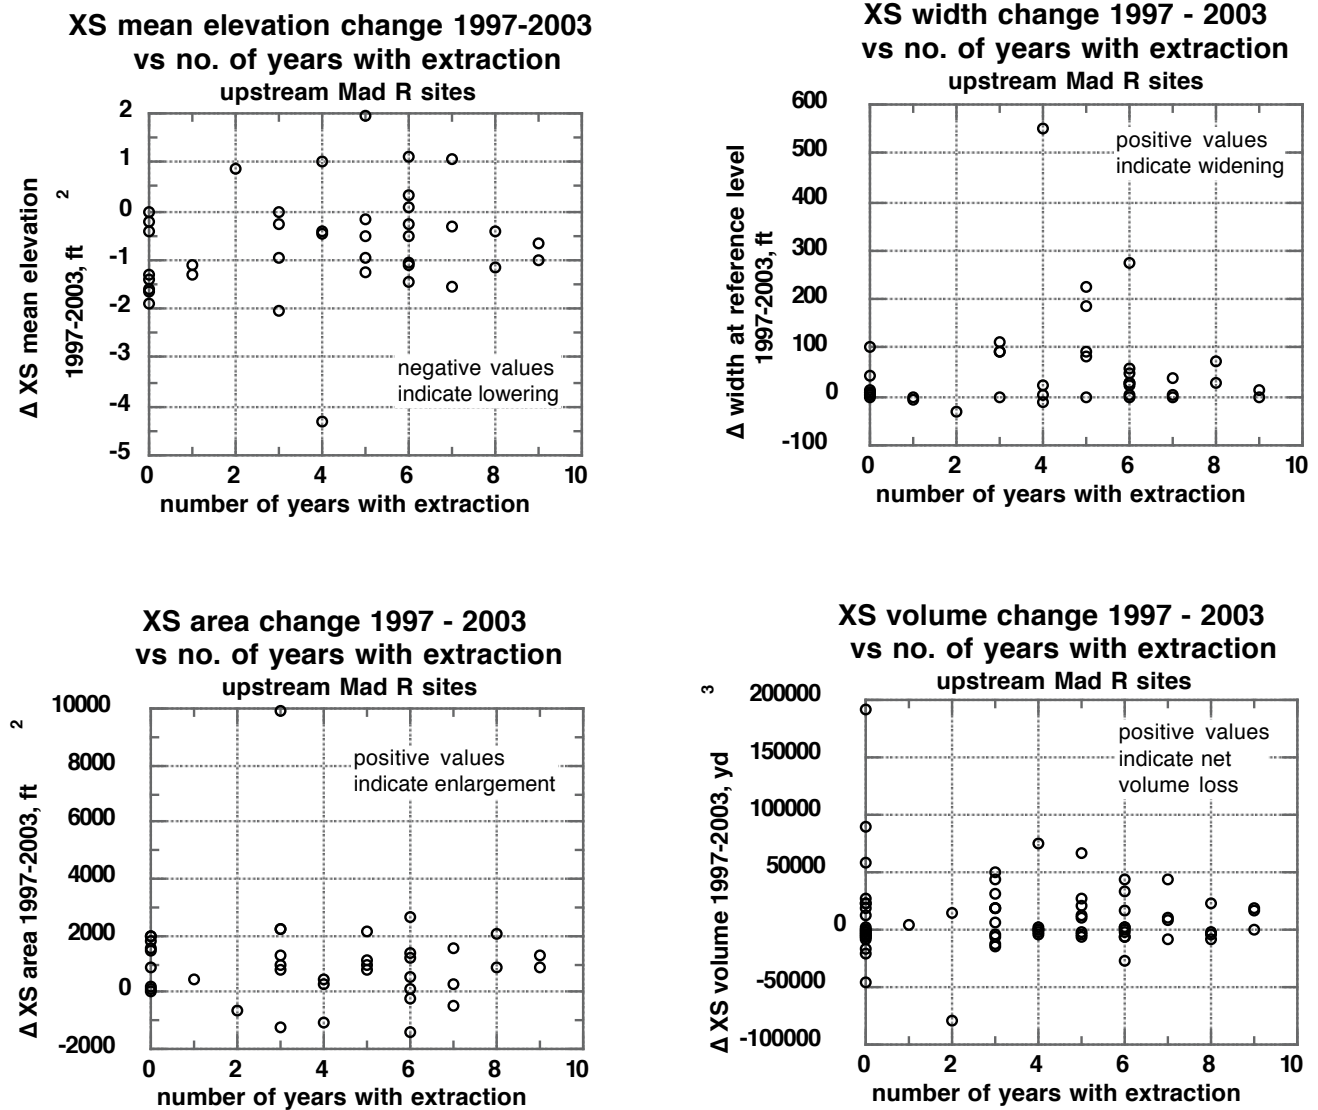 XS mean elevation change 1997-2003
vs no. of years with extraction
upstream Mad R sites
2
1
0
-1
-2
-3
-4
-5
Δ XS mean elevation 2
1997-2003, ft
negative values
indicate lowering
0 2 4 6 8 10
number of years with extraction
XS width change 1997 - 2003
vs no. of years with extraction
upstream Mad R sites
600
500
400
300
200
100
0
-100
Δ width at reference level
1997-2003, ft
positive values
indicate widening
0 2 4 6 8 10
number of years with extraction
XS area change 1997 - 2003
vs no. of years with extraction
upstream Mad R sites
10000
8000
6000
4000
2000
0
-2000
Δ XS area 1997-2003, ft 2
positive values
indicate enlargement
0 2 4 6 8 10
number of years with extraction
XS volume change 1997 - 2003
vs no. of years with extraction
upstream Mad R sites
200000
150000
100000
50000
0
-50000
-100000
Δ XS volume 1997-2003, yd 3
positive values
indicate net
volume loss
0 2 4 6 8 10
number of years with extraction